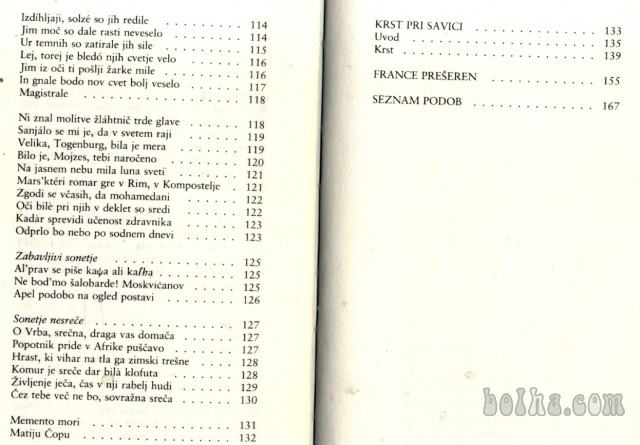 Izdíhljaji, solzé so jih redile . . . . . . . . 114
Jim moč so dale rasti neveselo . . . . . . . . 114
Ur temnih so zatirale jih sile . . . . . . . . 115
Lej, torej je bledó njih cvetje velo . . . . . . . . 116
Jim iz oči ti pošlji žarke mile . . . . . . . . 116
In gnale bodo nov cvet bolj veselo . . . . . . . . 117
Magistrale . . . . . . . . 118
Ni znal molitve žláhtnič trde glave . . . . . . . . 118
Sanjálo se mi je, da v svetem raji . . . . . . . . 119
Velika, Togenburg, bila je mera . . . . . . . . 119
Bilo je, Mojzes, tebi naročeno . . . . . . . . 120
Na jasnem nebu mila luna sveti . . . . . . . . 121
Mars'ktéri romar gre v Rim, v Kompostelje . 121
Zgodi se včasih, da mohamedani . . . . . . . . 122
Oči bilé pri njih v deklet so sredi . . . . . . . . 122
Kadàr sprevidi učenost zdravnika . . . . . . . . 123
Odprlo bo nebo po sodnem dnevi . . . . . . . . 123
Zabavljivi sonetje . . . . . . . . 125
Al'prav se piše kaſha . . . . . . . . 125
Ne bod'mo šalobarde! Moskvičanov . . . . . . . . 125
Apel podobo na ogled postavi . . . . . . . . 126
Sonetje nesreče . . . . . . . . 127
O Vrba, srečna, draga vas domača . . . . . . . . 127
Popotnik pride v Afrike puščavo . . . . . . . . 127
Hrast, ki vihar na tla ga zimski trešne . . . . . . . . 128
Komur je sreče dar bilà klofuta . . . . . . . . 128
Življenje ječa, čas v nji rabelj hudi . . . . . . . . 129
Čez tebe več ne bo, sovražna sreča . . . . . . . . 130
Memento mori . . . . . . . . 131
Matiju Čopu . . . . . . . . 132
KRST PRI SAVICI . . . . . . . . 133
Uvod . . . . . . . . 135
Krst . . . . . . . . 139
FRANCE PREŠEREN . . . . . . . . 155
SEZNAM PODOB . . . . . . . . 167
bolha.com